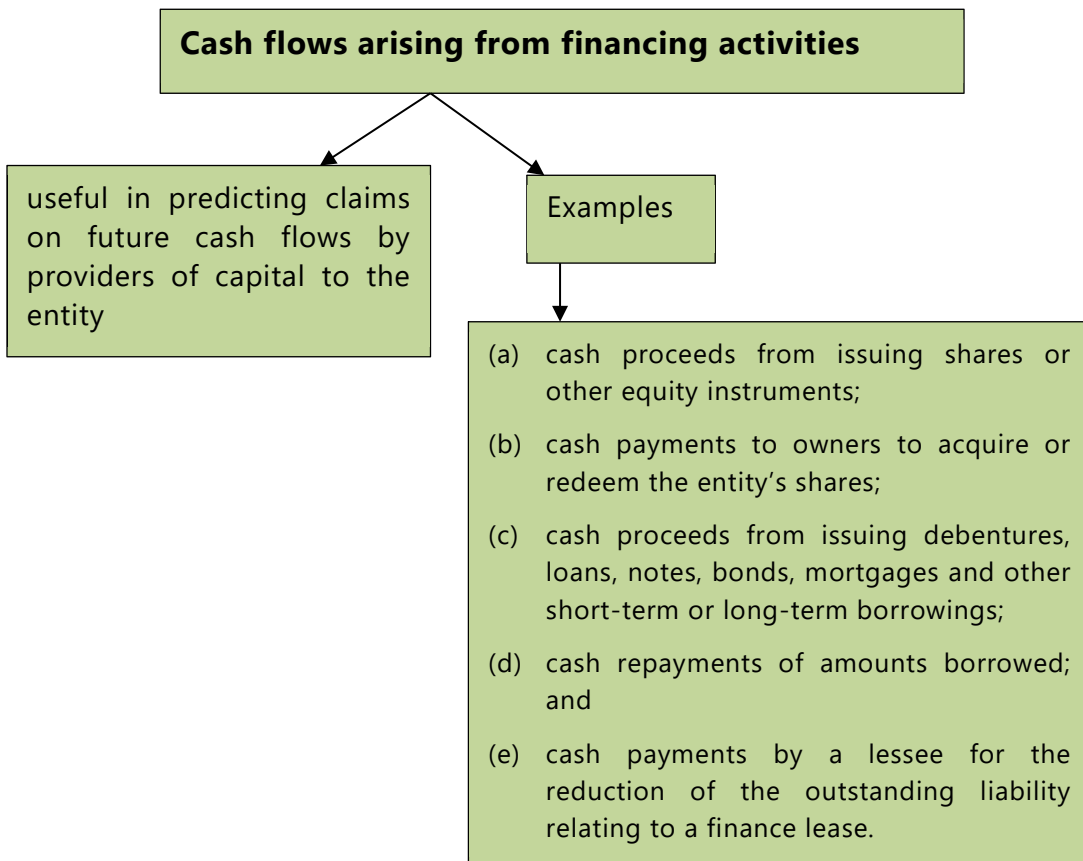 Cash flows arising from financing activities
useful in predicting claims
on future cash flows by
providers of capital to the
entity
Examples
(a) cash proceeds from issuing shares or
other equity instruments;
(b) cash payments to owners to acquire or
redeem the entity’s shares;
(c) cash proceeds from issuing debentures,
loans, notes, bonds, mortgages and other
short-term or long-term borrowings;
(d) cash repayments of amounts borrowed;
and
(e) cash payments by a lessee for the
reduction of the outstanding liability
relating to a finance lease.